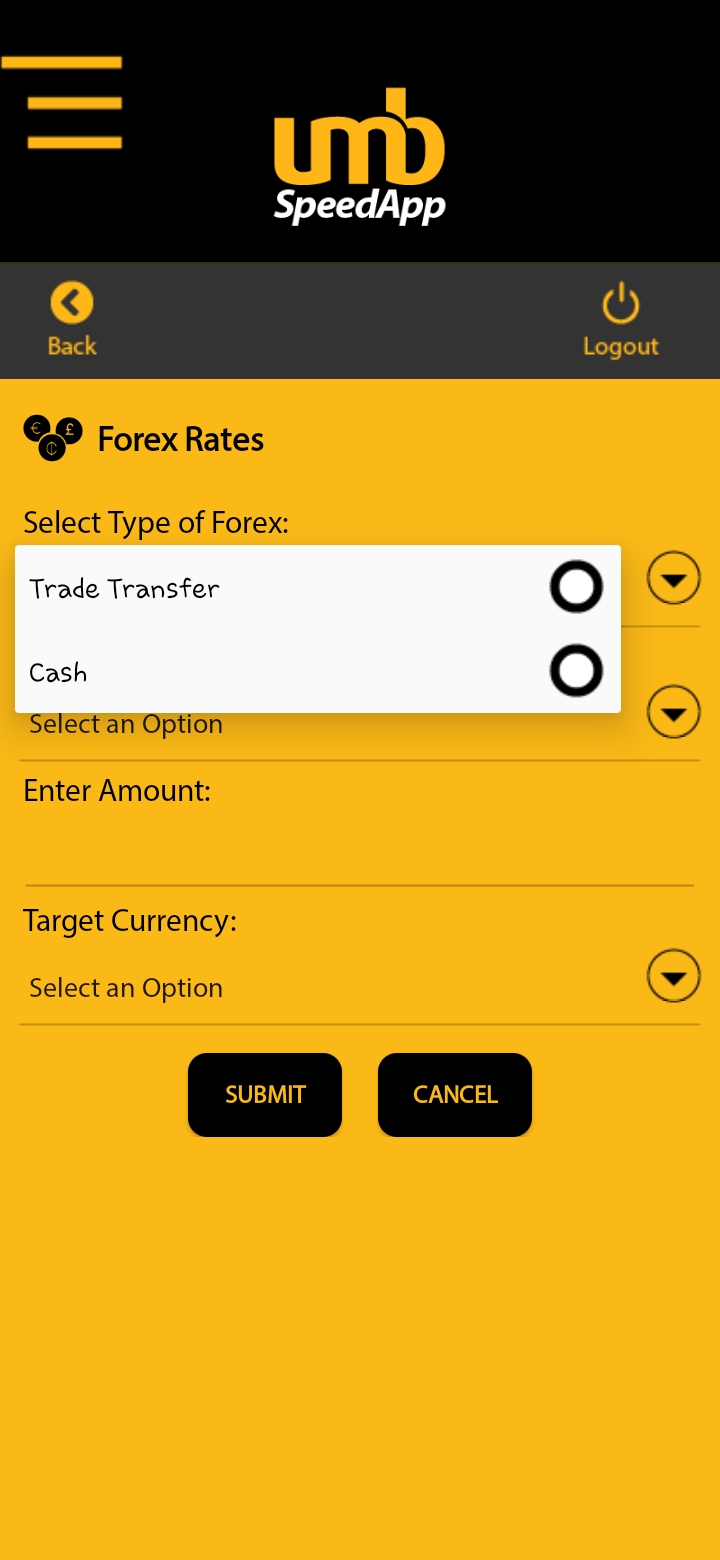 umb
SpeedApp
Back
Logout
€ £ ₵
Forex Rates
Select Type of Forex:
Trade Transfer
Cash
Select an Option
Enter Amount:
Target Currency:
Select an Option
SUBMIT
CANCEL